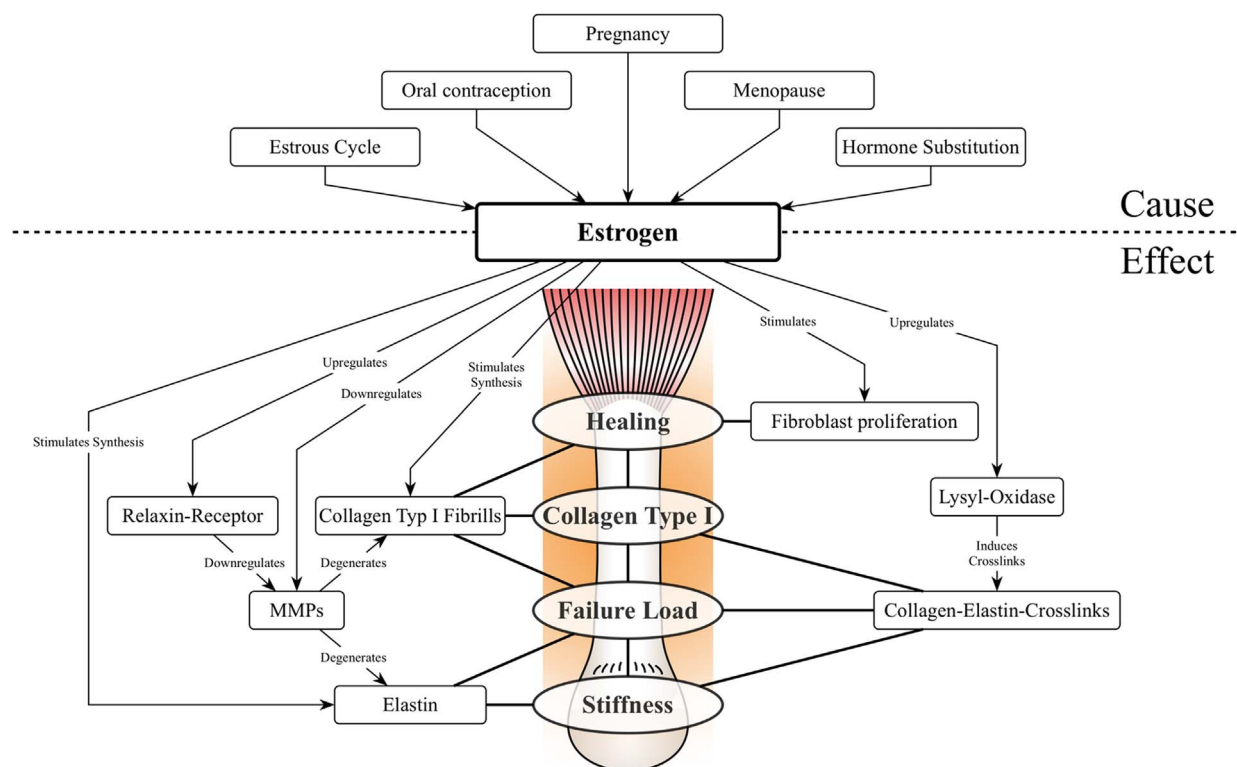 Pregnancy
Oral contraception
Menopause
Estrous Cycle
Hormone Substitution
Cause
Estrogen
Effect
Stimulates
Upregulates
Upregulates
Stimulates
Synthesis
Downregulates
Healing
Fibroblast proliferation
Stimulates Synthesis
Lysyl-Oxidase
Relaxin-Receptor
Collagen Typ I Fibrills
Collagen Type I
Induces
Crosslinks
Downregulates
Degenerates
MMPs
Failure Load
Collagen-Elastin-Crosslinks
Degenerates
Elastin
Stiffness